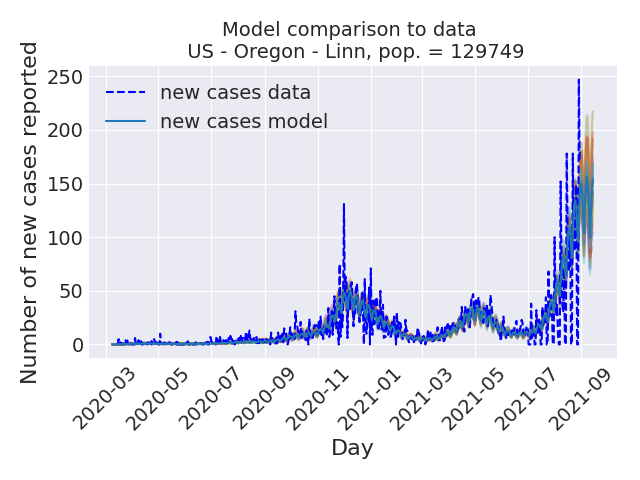 Model comparison to data
US - Oregon - Linn, pop. = 129749
Number of new cases reported
250
200
150
100
50
0
new cases data
new cases model
2020-03
2020-05
2020-07
2020-09
2020-11
2021-01
2021-03
2021-05
2021-07
2021-09
Day